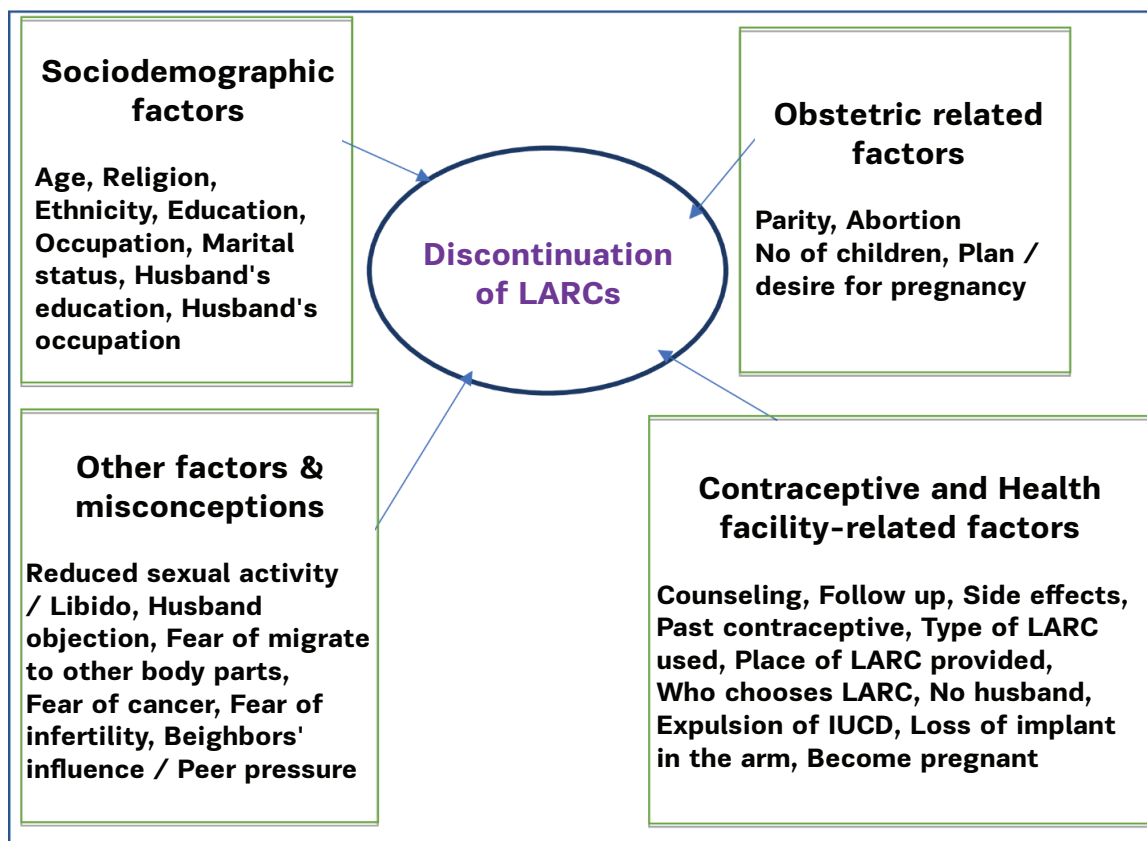 Sociodemographic
factors
Age, Religion,
Ethnicity, Education,
Occupation, Marital
status, Husband's
education, Husband's
occupation
Obstetric related
factors
Parity, Abortion
No of children, Plan /
desire for pregnancy
Discontinuation
of LARCs
Other factors &
misconceptions
Reduced sexual activity
/ Libido, Husband
objection, Fear of migrate
to other body parts,
Fear of cancer, Fear of
infertility, Beighbors'
influence / Peer pressure
Contraceptive and Health
facility-related factors
Counseling, Follow up, Side effects,
Past contraceptive, Type of LARC
used, Place of LARC provided,
Who chooses LARC, No husband,
Expulsion of IUCD, Loss of implant
in the arm, Become pregnant